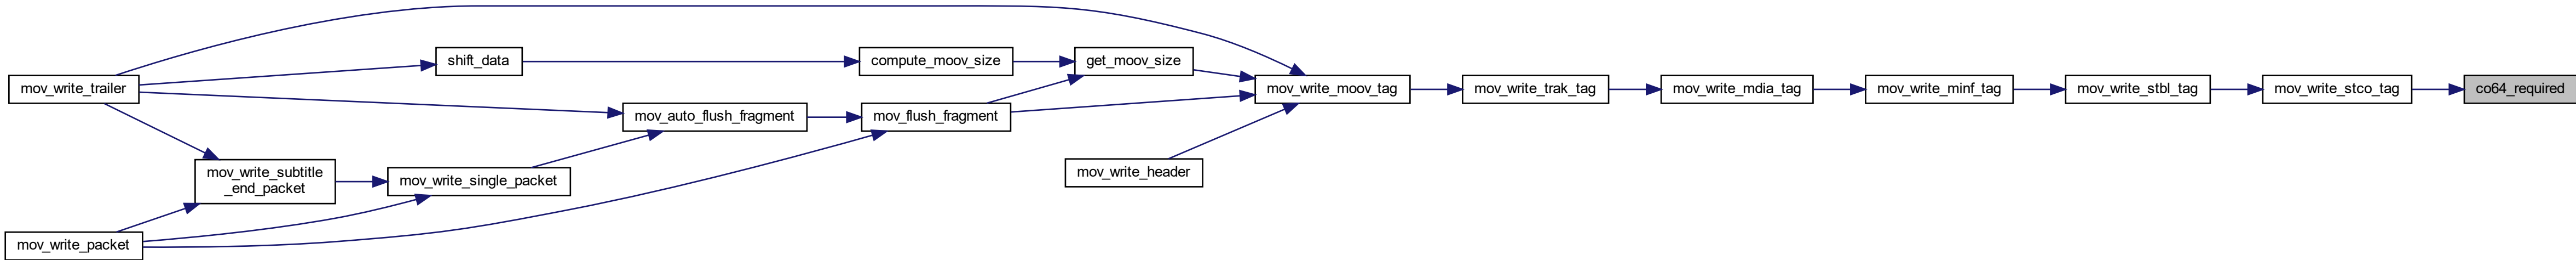 mov_write_trailer
shift_data
compute_moov_size
get_moov_size
mov_auto_flush_fragment
mov_flush_fragment
mov_write_moov_tag
mov_write_trak_tag
mov_write_mdia_tag
mov_write_minf_tag
mov_write_stbl_tag
mov_write_stco_tag
co64_required
mov_write_subtitle
_end_packet
mov_write_single_packet
mov_write_header
mov_write_packet